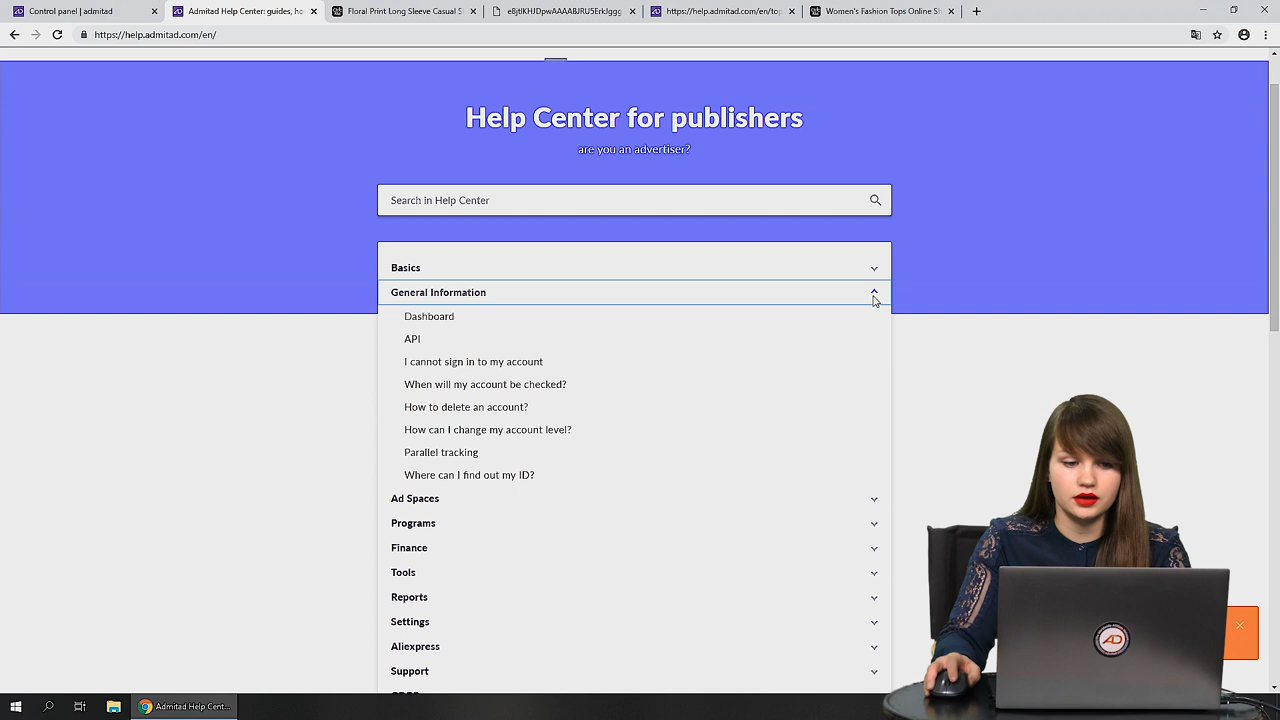 Control panel | admitad
Admitad Help Center: guides, ho
Floral Print Long Sleeve Casual S
https://help.admitad.com/en/top
Women's Fashion Tops Online Sh
https://help.admitad.com/en/
Help Center for publishers
are you an advertiser?
Search in Help Center
Basics
General Information
Dashboard
API
I cannot sign in to my account
When will my account be checked?
How to delete an account?
How can I change my account level?
Parallel tracking
Where can I find out my ID?
Ad Spaces
Programs
Finance
Tools
Reports
Settings
Aliexpress
Support
AD
Admitad Help Cent...